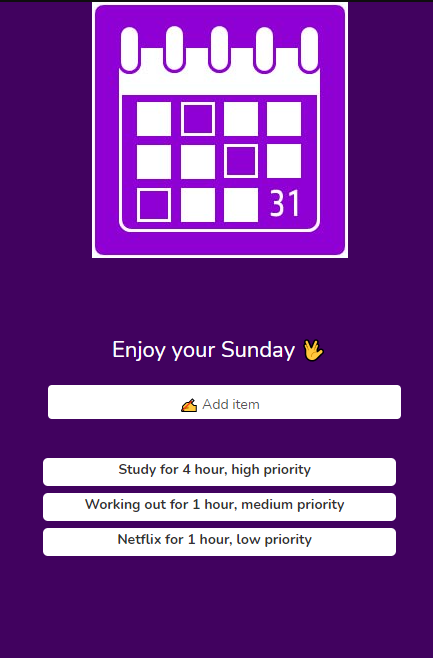 31
Enjoy your Sunday 🖖
✍️ Add item
Study for 4 hour, high priority
Working out for 1 hour, medium priority
Netflix for 1 hour, low priority